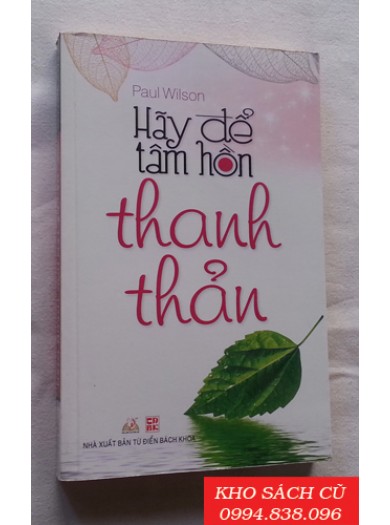 Paul Wilson
Hãy để
tâm hồn
thanh
thản
NHÀ XUẤT BẢN TỪ ĐIỂN BÁCH KHOA
KHO SÁCH CỦ
0994.838.096